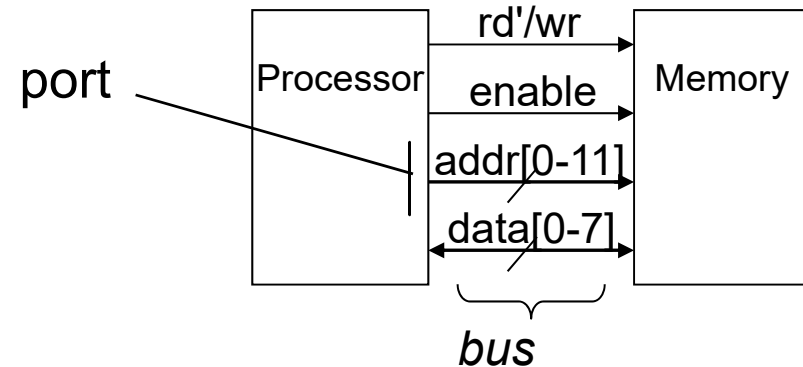 rd'/wr
port
Processor
Memory
enable
addr[0-11]
data[0-7]
bus